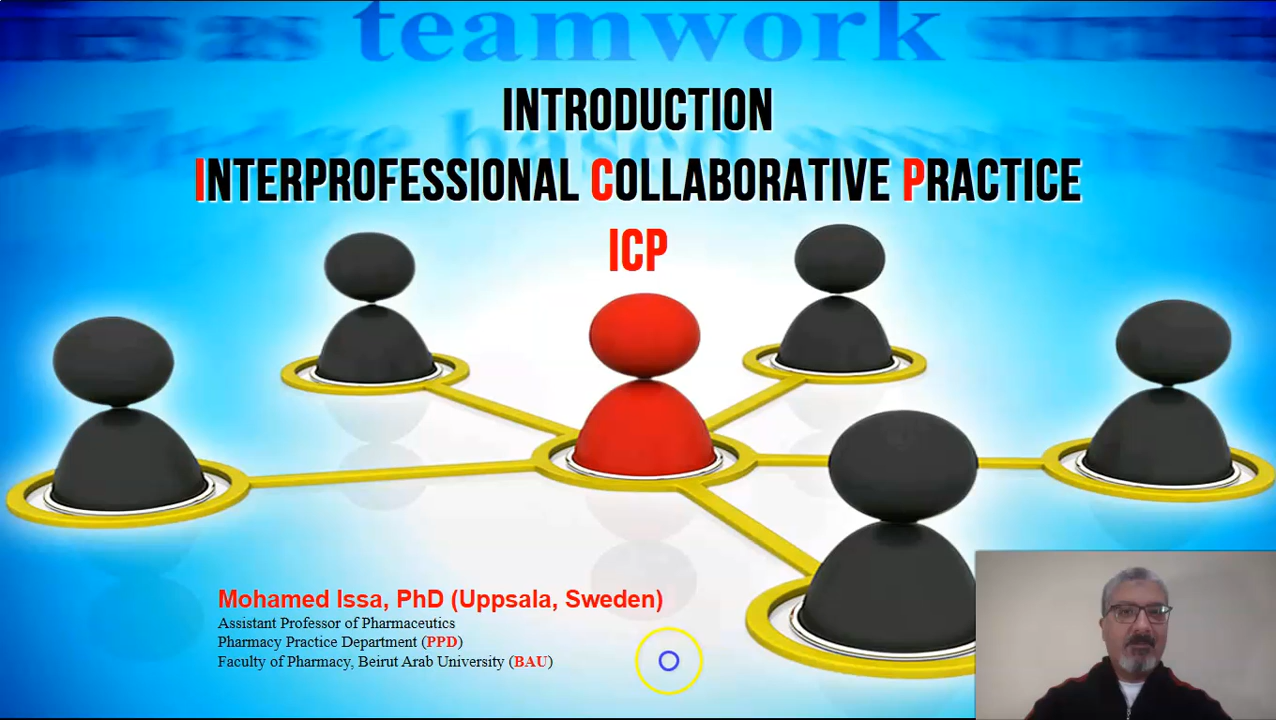 teamwork
INTRODUCTION
INTERPROFESSIONAL COLLABORATIVE PRACTICE
ICP
Mohamed Issa, PhD (Uppsala, Sweden)
Assistant Professor of Pharmaceutics
Pharmacy Practice Department (PPD)
Faculty of Pharmacy, Beirut Arab University (BAU)